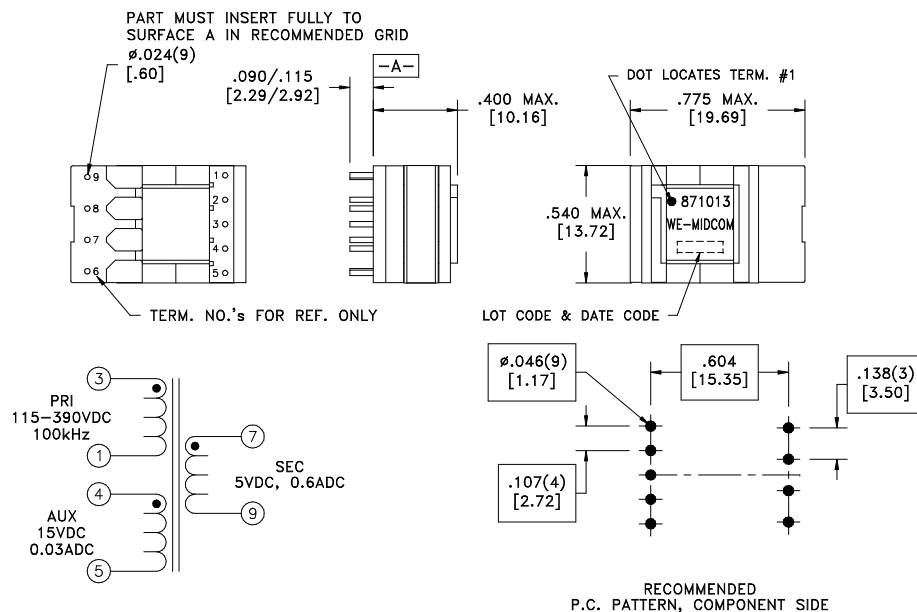 PART MUST INSERT FULLY TO
SURFACE A IN RECOMMENDED GRID
ø.024(9)
[.60]
.090/.115
[2.29/2.92]
-A-
.400 MAX.
[10.16]
DOT LOCATES TERM. #1
.775 MAX.
[19.69]
9
8
7
6
1
2
3
4
5
.540 MAX.
[13.72]
871013
WE-MIDCOM
TERM. NO.'s FOR REF. ONLY
LOT CODE & DATE CODE
3
PRI
115-390VDC
100kHz
1
4
AUX
15VDC
0.03ADC
5
7
SEC
5VDC, 0.6ADC
9
ø.046(9)
[1.17]
.604
[15.35]
.138(3)
[3.50]
.107(4)
[2.72]
RECOMMENDED
P.C. PATTERN, COMPONENT SIDE